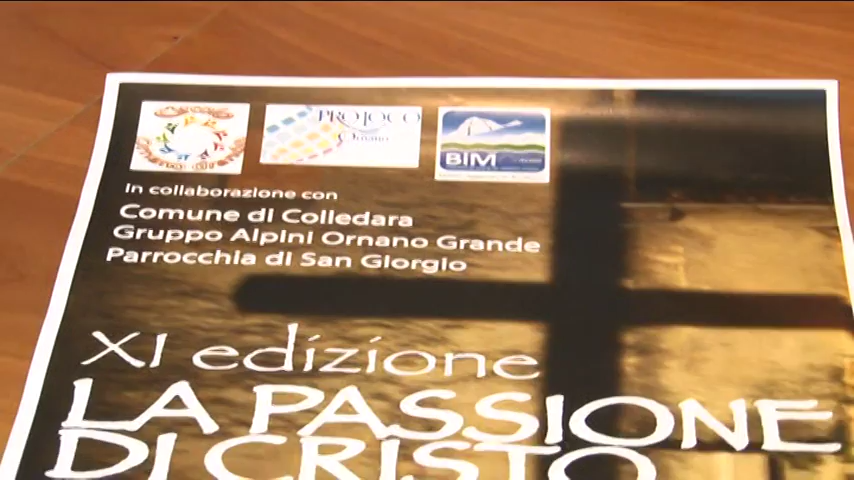 PROLOCO
Ornano
BIM
In collaborazione con
Comune di Colledara
Gruppo Alpini Ornano Grande
Parrocchia di San Giorgio
XI edizione
LA PASSIONE
DI CRISTO